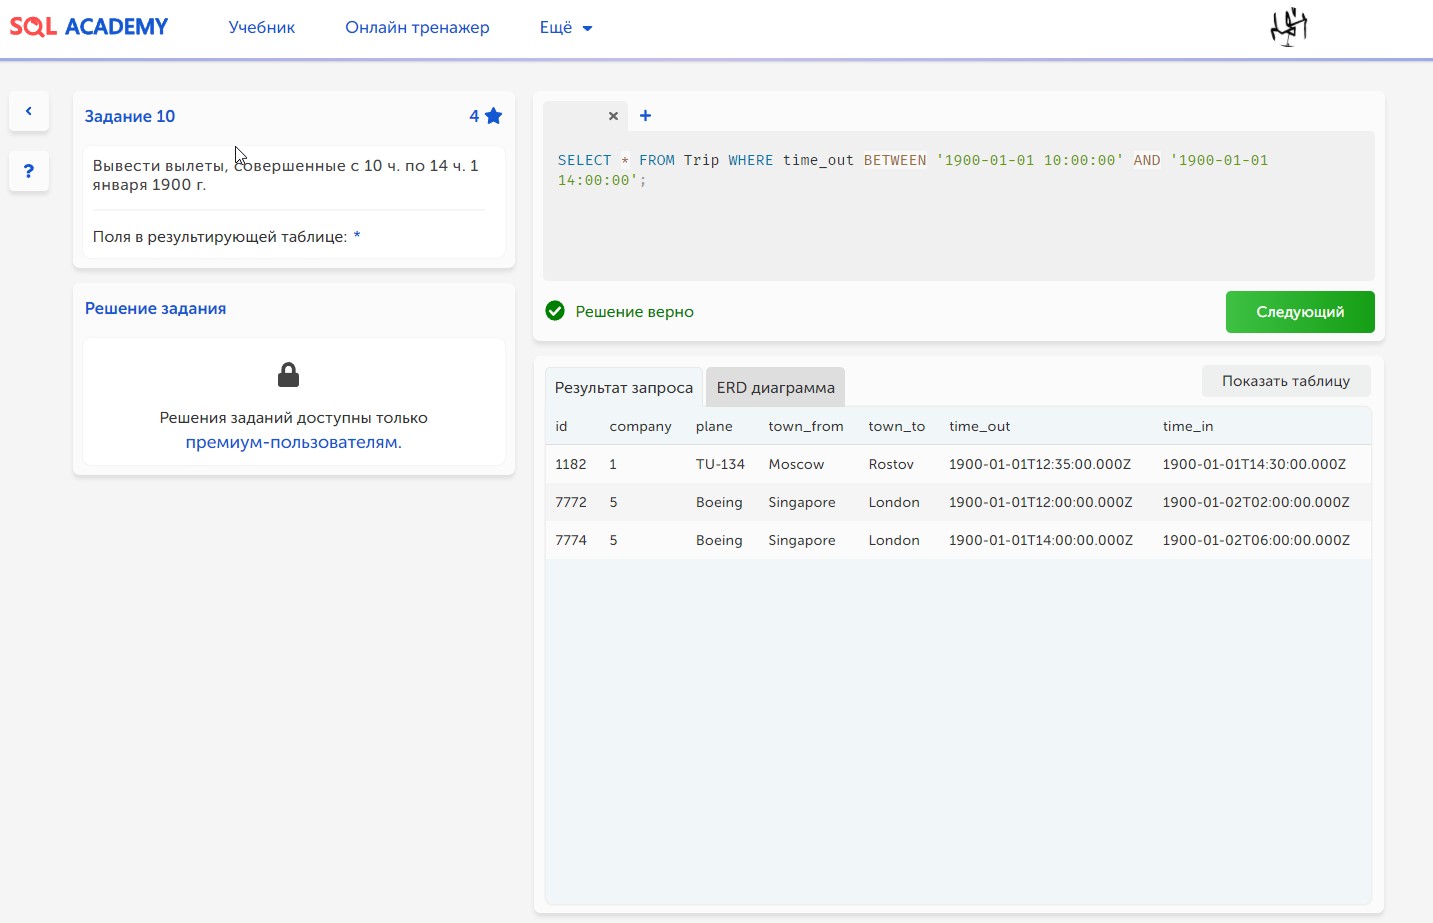 SQL ACADEMY
Учебник
Онлайн тренажер
Ещё
Задание 10
4
Вывести вылеты, совершенные с 10 ч. по 14 ч. 1
января 1900 г.
Поля в результирующей таблице: *
Решение задания
Решения заданий доступны только
премиум-пользователям.
?
+
SELECT * FROM Trip WHERE time_out BETWEEN '1900-01-01 10:00:00' AND '1900-01-01
14:00:00';
Решение верно
Следующий
Результат запроса
ERD диаграмма
Показать таблицу
id company plane town_from town_to time_out time_in
1182 1 TU-134 Moscow Rostov 1900-01-01T12:35:00.000Z 1900-01-01T14:30:00.000Z
7772 5 Boeing Singapore London 1900-01-01T12:00:00.000Z 1900-01-02T02:00:00.000Z
7774 5 Boeing Singapore London 1900-01-01T14:00:00.000Z 1900-01-02T06:00:00.000Z